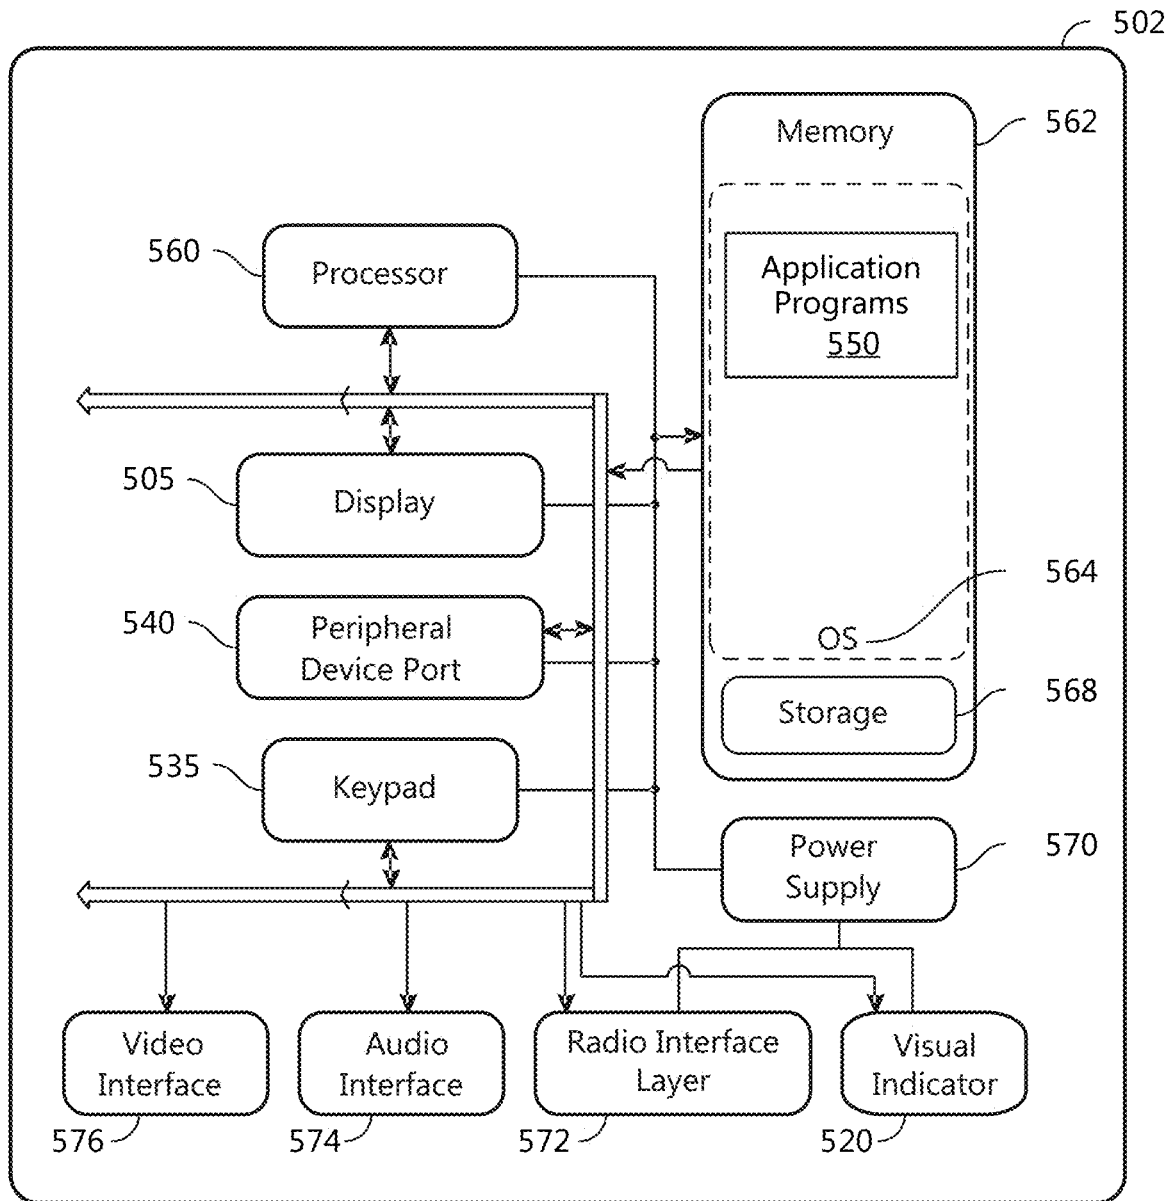 502
Memory
562
560
Processor
Application
Programs
550
505
Display
564
540
Peripheral
Device Port
OS
568
Storage
535
Keypad
Power
Supply
570
Video
Interface
Audio
Interface
Radio Interface
Layer
Visual
Indicator
576
574
572
520